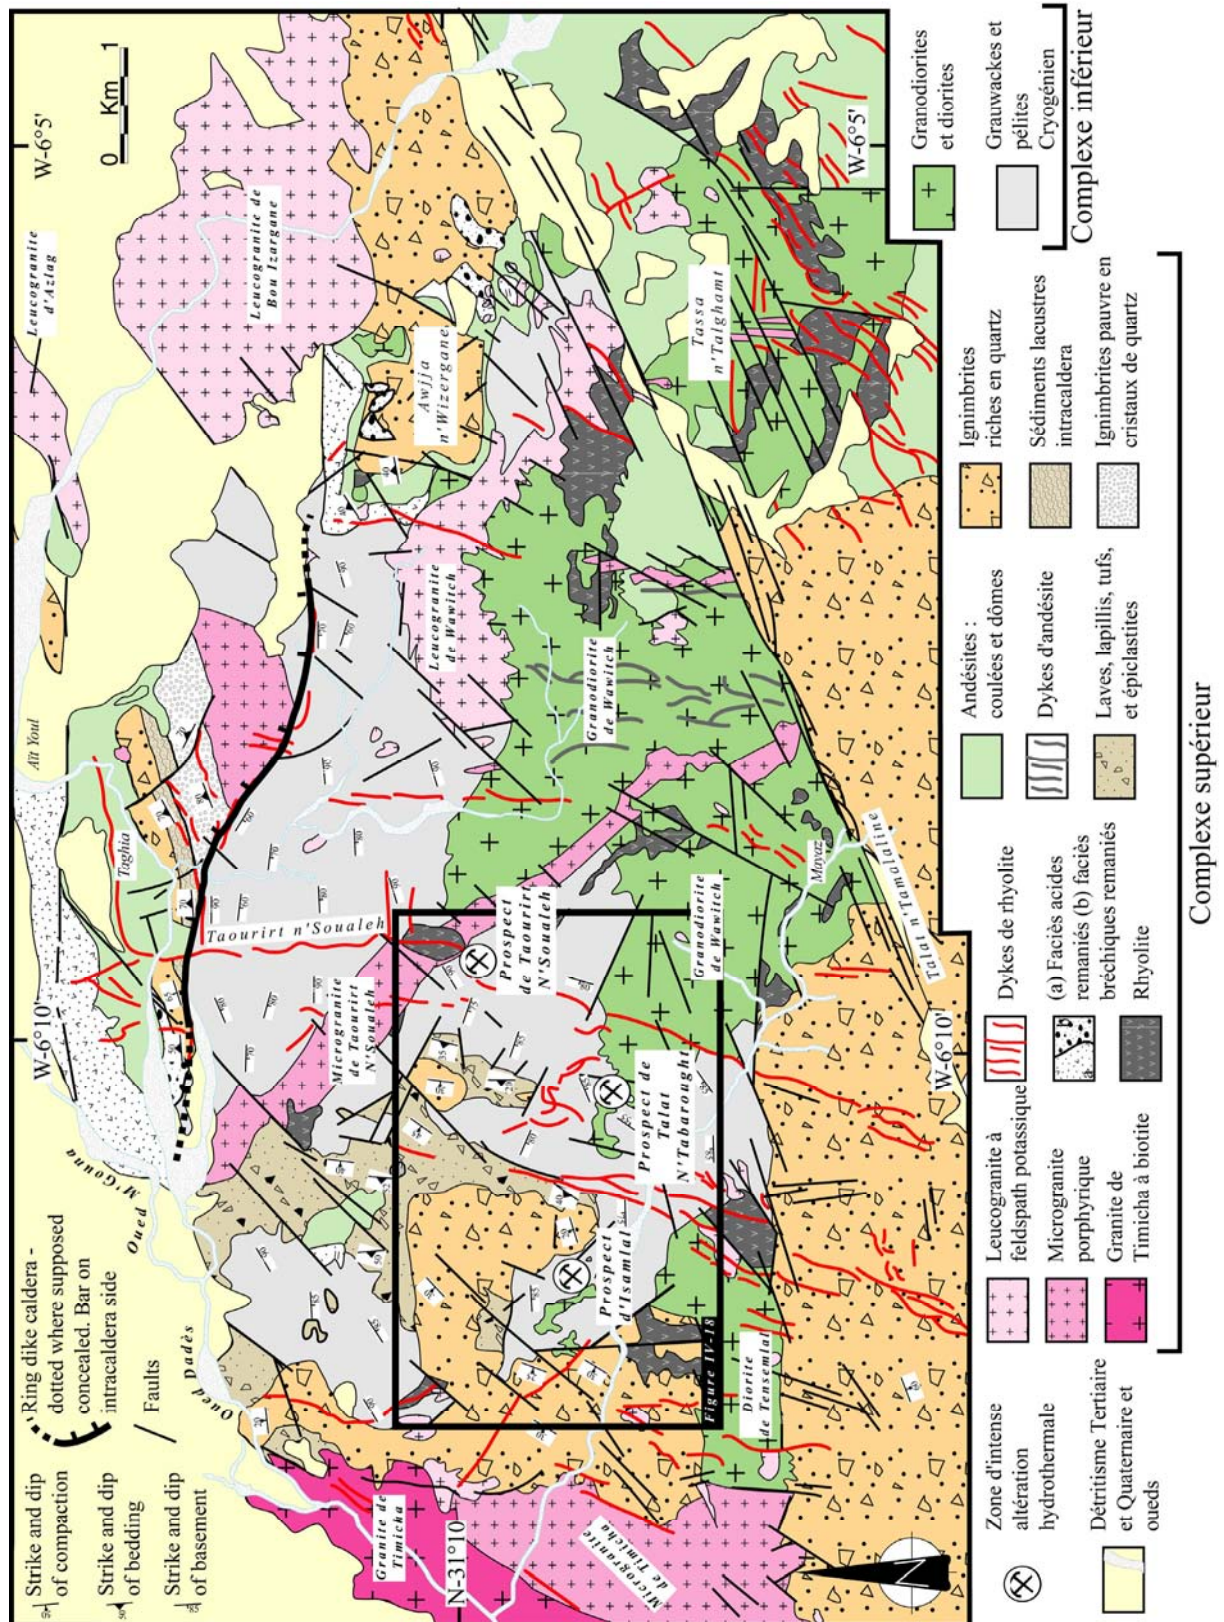 Strike and dip
of compaction
Strike and dip
of bedding
Strike and dip
of basement
Ring dike caldera -
dotted where supposed
concealed. Bar on
intracaldera side
Faults
W-6°10'
W-6°5'
0 Km 1
Leucogranite
d'Azlag
Leucogranite de
Bou Izargane
Aït Youl
Taghia
Oued M'Gouna
Oued Dadès
Taourirt n'Soualeh
Awjja
n'Wizergane
Leucogranite
de Wawitch
Microgranite
de Taourirt
N'Soualeh
Prospect
de Taourirt
N'Soualeh
Granite de
Timicha
N-31°10
Microgranite
de Timicha
Prospect
d'Isamlal
Prospect de
Talat
N'Tabarought
Granodiorite
de Wawitch
Granodiorite
de Wawitch
Tassa
n'Talghamt
Mayaz
Talat n'Tamalaline
Figure IV-18
Diorite
de Tensemlal
N
W-6°10'
W-6°5'
Zone d'intense
altération
hydrothermale
Détritisme Tertiaire
et Quaternaire et
oueds
Leucogranite à
feldspath potassique
Microgranite
porphyrique
Granite de
Timicha à biotite
Dykes de rhyolite
(a) Faciès acides
remaniés (b) faciès
bréchiques remaniés
Rhyolite
Andésites :
coulées et dômes
Dykes d'andésite
Laves, lapillis, tufs,
et épiclastites
Ignimbrites
riches en quartz
Sédiments lacustres
intracaldera
Ignimbrites pauvre en
cristaux de quartz
Complexe supérieur
Granodiorites
et diorites
Grauwackes et
pélites
Cryogénien
Complexe inférieur